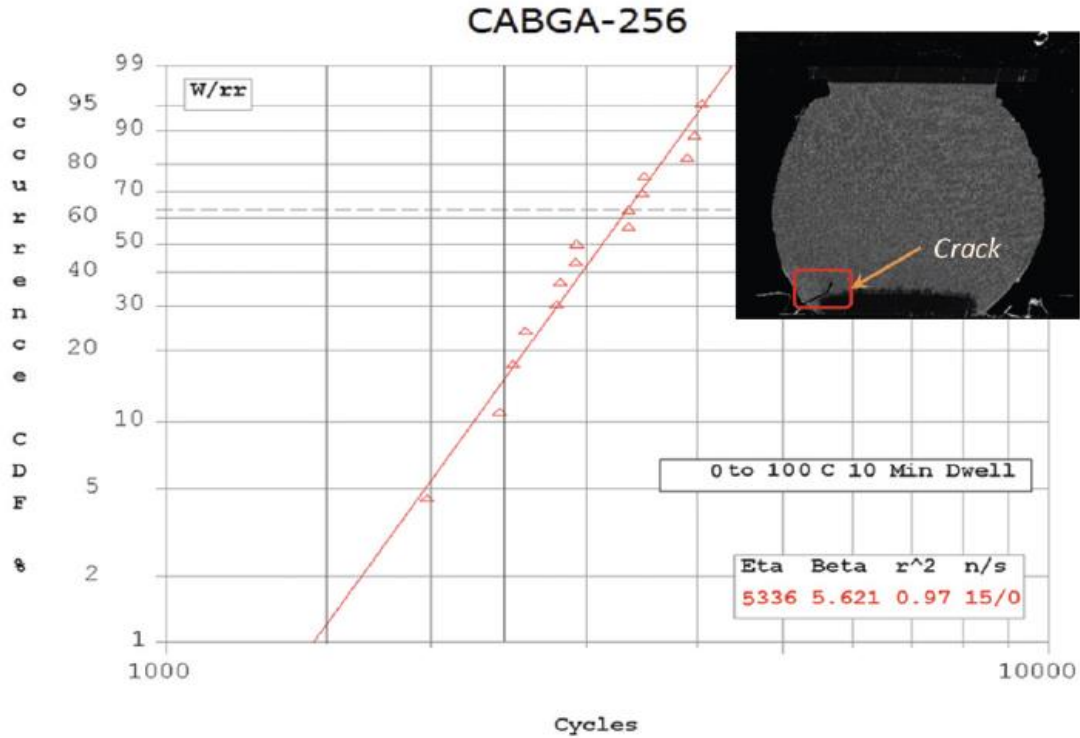 CABGA-256
W/rr
Crack
occurrence CDF %
99
95
90
80
70
60
50
40
30
20
10
5
2
1
0 to 100 C 10 Min Dwell
Eta Beta r^2 n/s
5336 5.621 0.97 15/0
1000 10000
Cycles